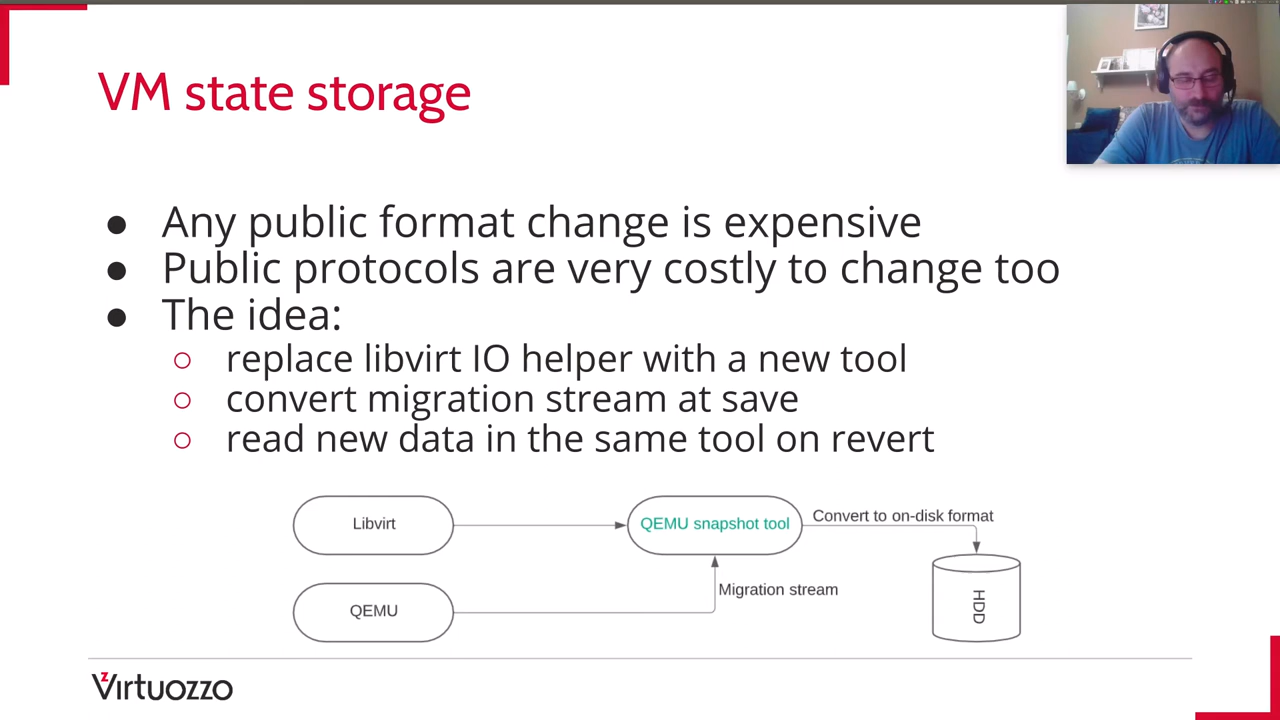 VM state storage
● Any public format change is expensive
● Public protocols are very costly to change too
● The idea:
○ replace libvirt IO helper with a new tool
○ convert migration stream at save
○ read new data in the same tool on revert
Libvirt
QEMU snapshot tool
Convert to on-disk format
QEMU
Migration stream
HDD
Virtuozzo